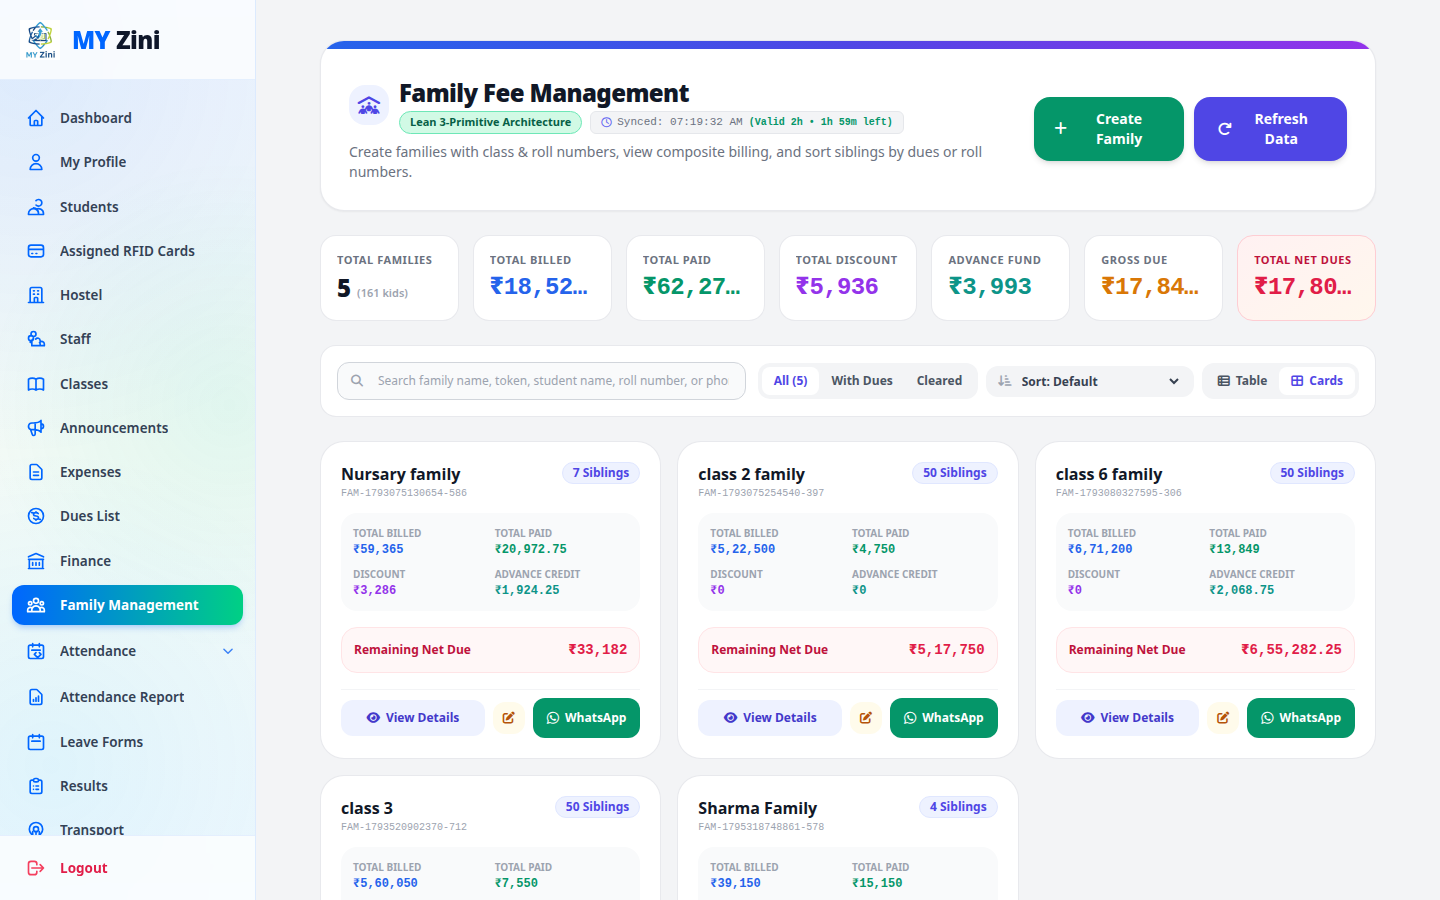 MY Zini
MY Zini
Dashboard
My Profile
Students
Assigned RFID Cards
Hostel
Staff
Classes
Announcements
Expenses
Dues List
Finance
Family Management
Attendance
Attendance Report
Leave Forms
Results
Transport
Logout
Family Fee Management
Lean 3-Primitive Architecture
Synced: 07:19:32 AM (Valid 2h • 1h 59m left)
Create families with class & roll numbers, view composite billing, and sort siblings by dues or roll
numbers.
Create
Family
Refresh
Data
TOTAL FAMILIES
5 (161 kids)
TOTAL BILLED
₹18,52...
TOTAL PAID
₹62,27...
TOTAL DISCOUNT
₹5,936
ADVANCE FUND
₹3,993
GROSS DUE
₹17,84...
TOTAL NET DUES
₹17,80...
Search family name, token, student name, roll number, or pho
All (5)
With Dues
Cleared
Sort: Default
Table
Cards
Nursary family
7 Siblings
FAM-1793075130654-586
TOTAL BILLED
TOTAL PAID
₹59,365
₹20,972.75
DISCOUNT
ADVANCE CREDIT
₹3,286
₹1,924.25
Remaining Net Due
₹33,182
View Details
WhatsApp
class 2 family
50 Siblings
FAM-1793075254540-397
TOTAL BILLED
TOTAL PAID
₹5,22,500
₹4,750
DISCOUNT
ADVANCE CREDIT
₹0
₹0
Remaining Net Due
₹5,17,750
View Details
WhatsApp
class 6 family
50 Siblings
FAM-1793080327595-306
TOTAL BILLED
TOTAL PAID
₹6,71,200
₹13,849
DISCOUNT
ADVANCE CREDIT
₹0
₹2,068.75
Remaining Net Due
₹6,55,282.25
View Details
WhatsApp
class 3
50 Siblings
FAM-1793520902370-712
TOTAL BILLED
TOTAL PAID
₹5,60,050
₹7,550
Sharma Family
4 Siblings
FAM-1795318748861-578
TOTAL BILLED
TOTAL PAID
₹39,150
₹15,150